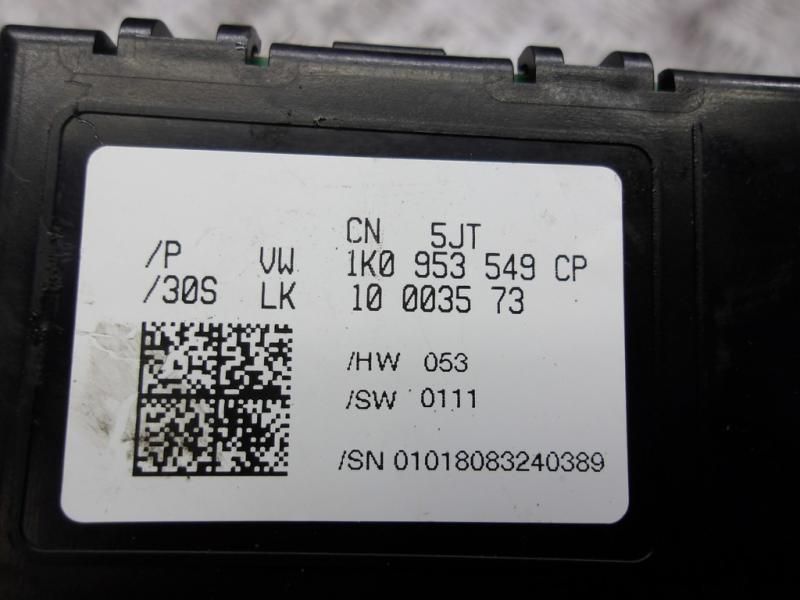 CN 5JT
/P VW 1K0 953 549 CP
/30S LK 10 0035 73
/HW 053
/SW 0111
/SN 01018083240389